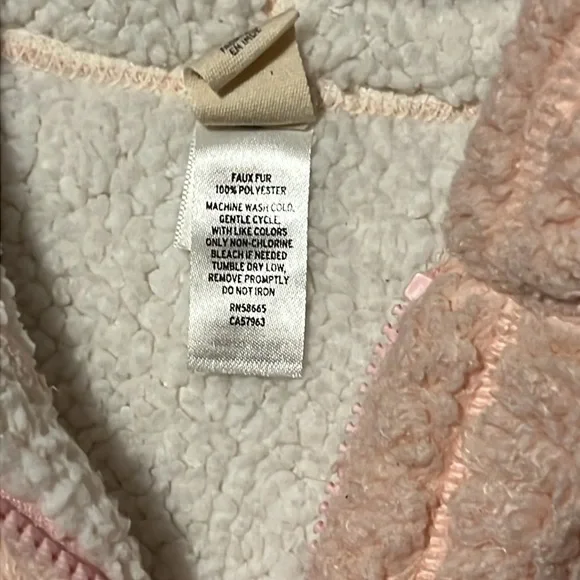 FAUX FUR
100% POLYESTER
MACHINE WASH COLD,
GENTLE CYCLE,
WITH LIKE COLORS
ONLY NON-CHLORINE
BLEACH IF NEEDED
TUMBLE DRY LOW,
REMOVE PROMPTLY
DO NOT IRON
RN58665
CA57963